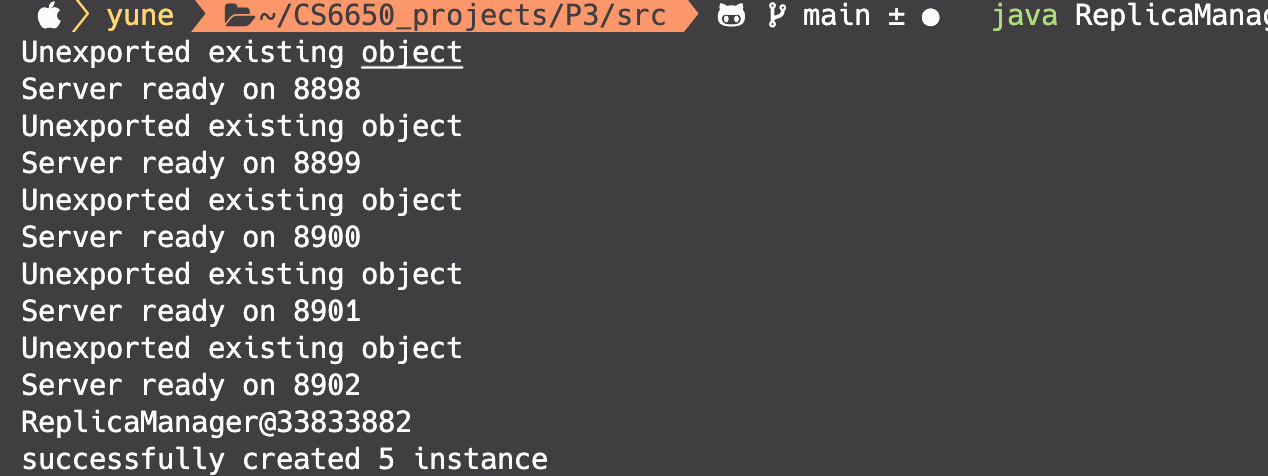 yune ~/CS6650_projects/P3/src main ± ● java ReplicaManag
Unexported existing object
Server ready on 8898
Unexported existing object
Server ready on 8899
Unexported existing object
Server ready on 8900
Unexported existing object
Server ready on 8901
Unexported existing object
Server ready on 8902
ReplicaManager@33833882
successfully created 5 instance